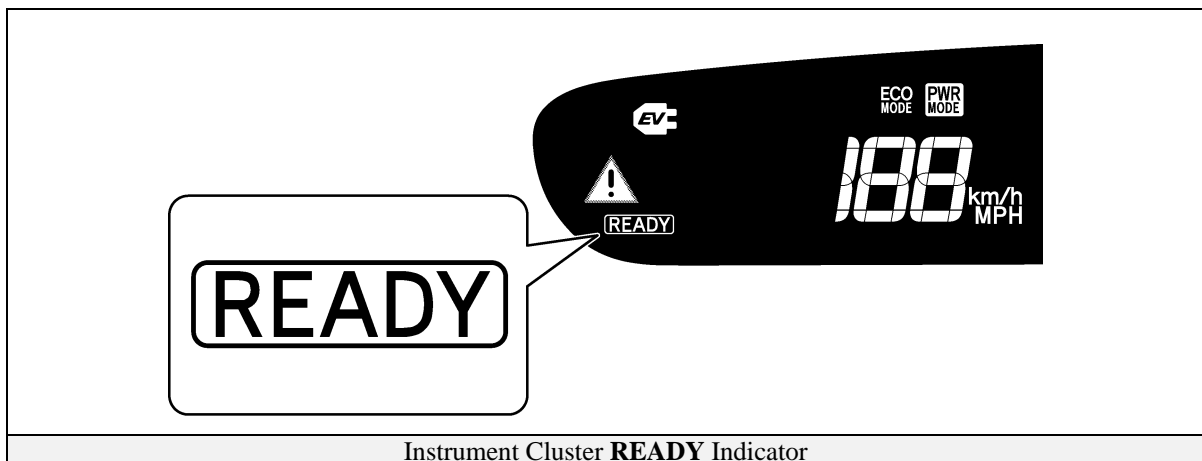 ECO PWR
MODE MODE
EV
!
188
km/h
MPH
READY
READY
Instrument Cluster READY Indicator